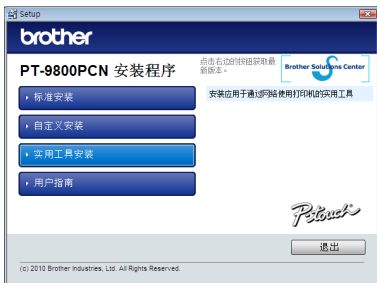 Setup
brother
PT-9800PCN 安装程序
点击右边的按钮获取最
新版本。
Brother Solutions Center
标准安装
安装应用于通过网络使用打印机的实用工具
自定义安装
实用工具安装
用户指南
P-touch
退出
(c) 2010 Brother Industries, Ltd. All Rights Reserved.